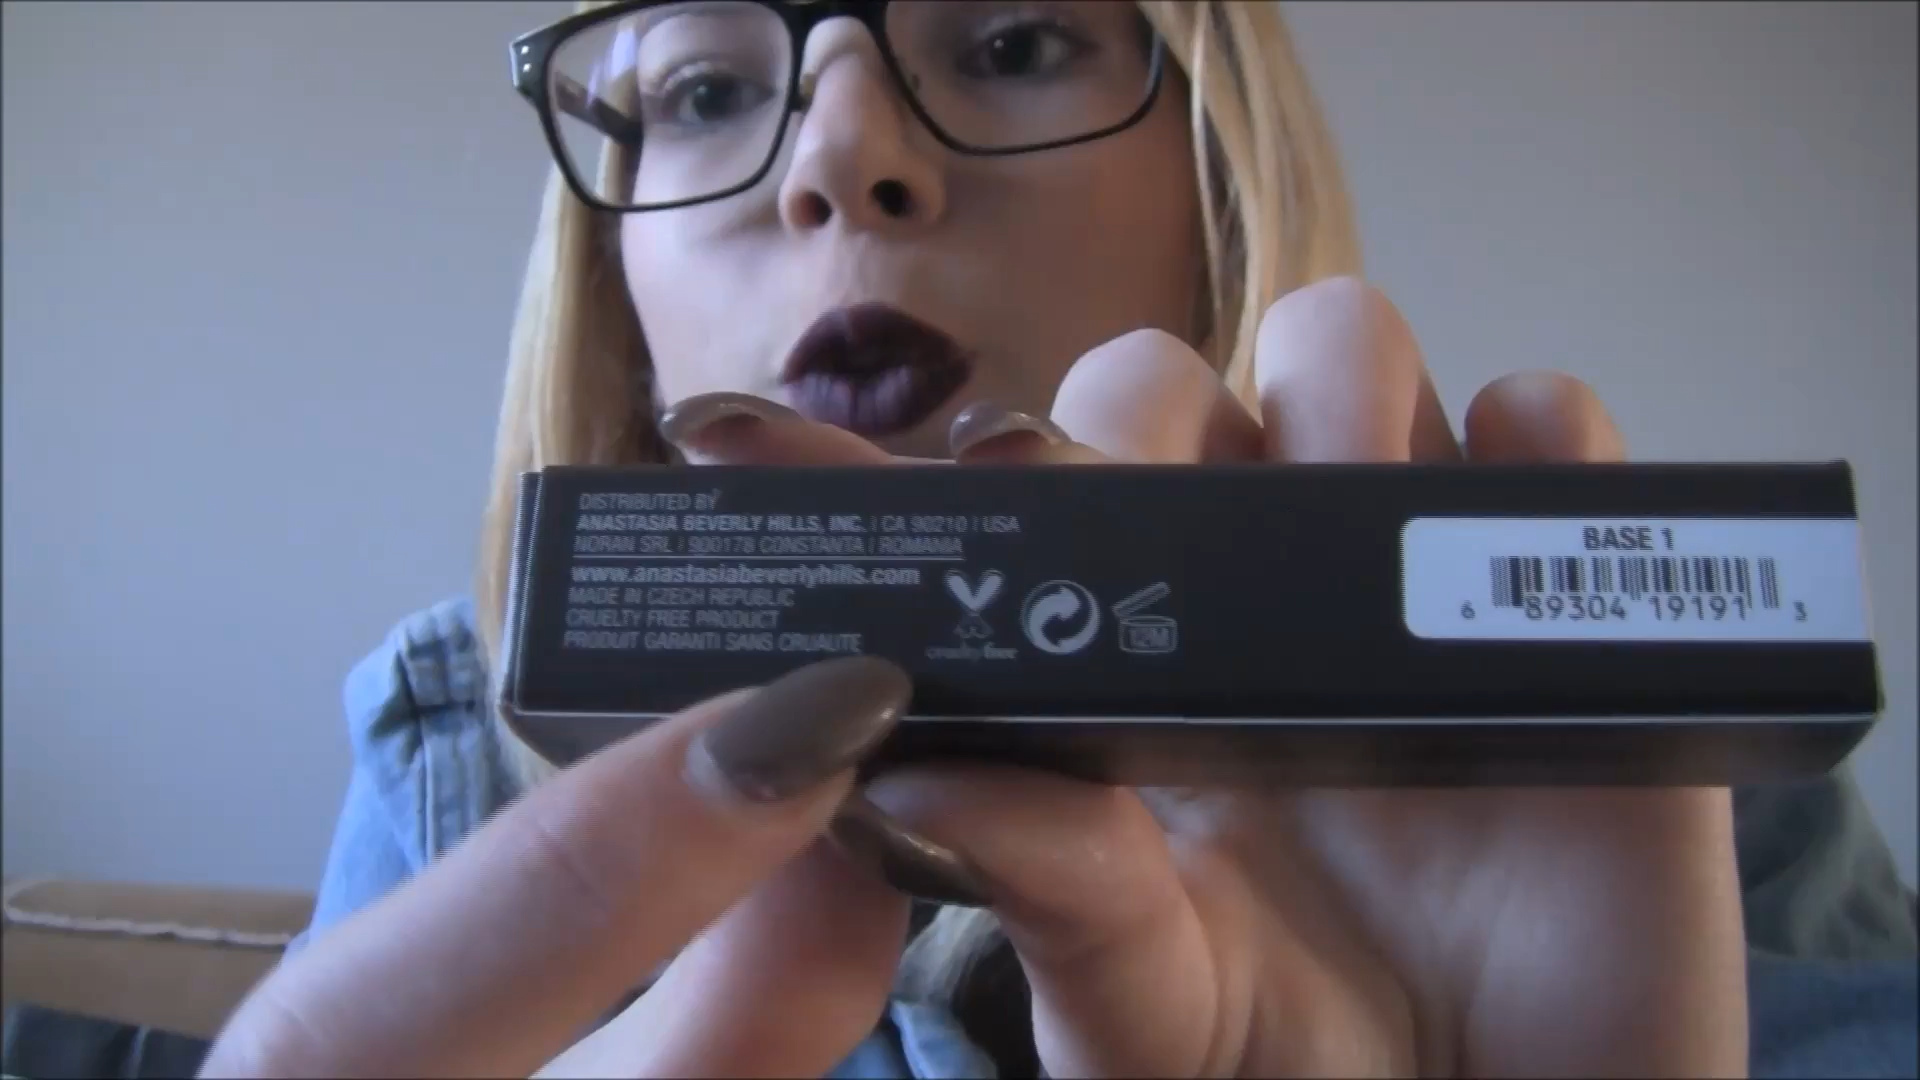 DISTRIBUTED BY
ANASTASIA BEVERLY HILLS, INC. | CA 90210 | USA
NORAN SRL | 900178 CONSTANTA | ROMANIA
www.anastasiabeverlyhills.com
MADE IN CZECH REPUBLIC
CRUELTY FREE PRODUCT
PRODUIT GARANTI SANS CRUAUTE
cruelty free
12M
BASE 1
6 89304 19191 3